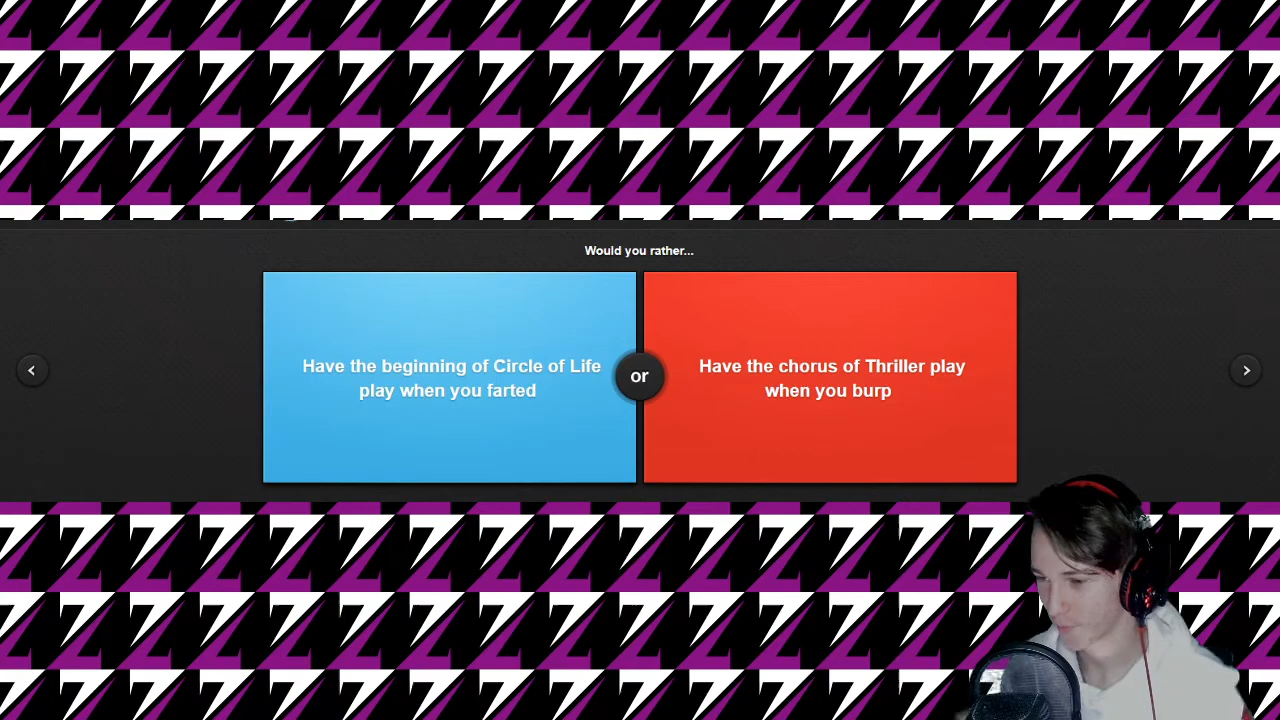 Would you rather...
Have the beginning of Circle of Life
play when you farted
or
Have the chorus of Thriller play
when you burp